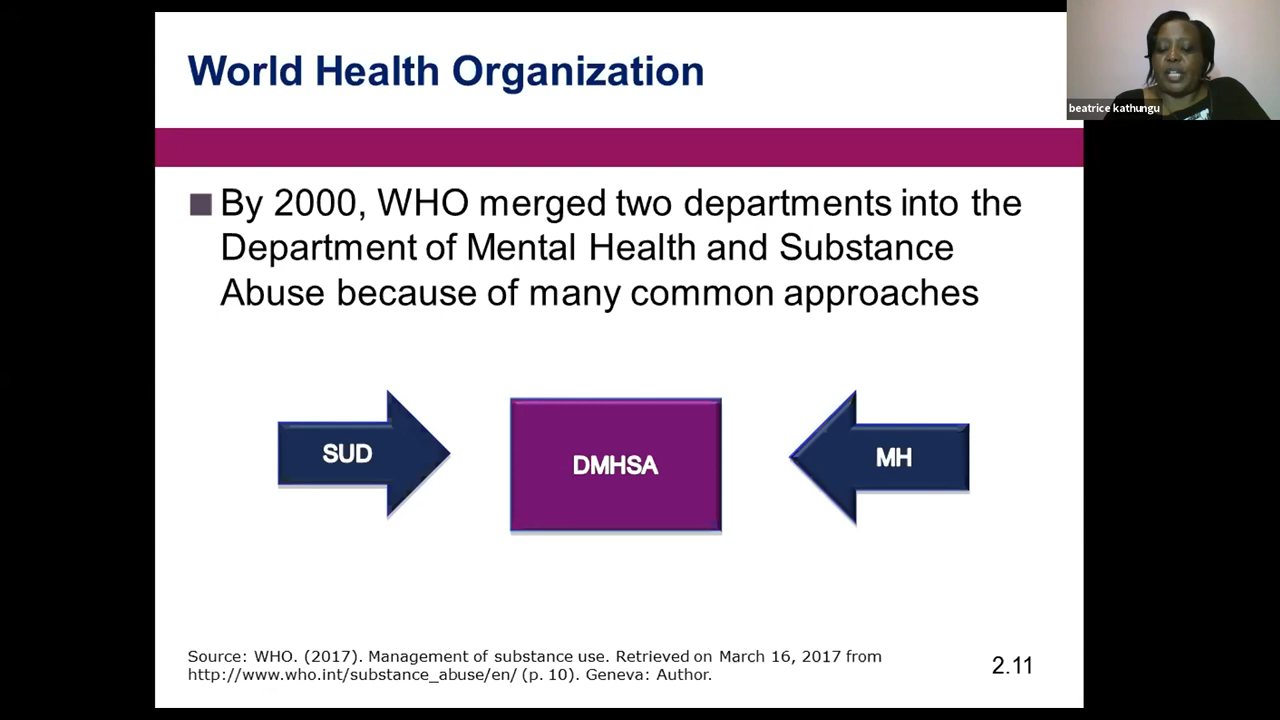 World Health Organization
beatrice kathungu
By 2000, WHO merged two departments into the
Department of Mental Health and Substance
Abuse because of many common approaches
SUD
DMHSA
MH
Source: WHO. (2017). Management of substance use. Retrieved on March 16, 2017 from
http://www.who.int/substance_abuse/en/ (p. 10). Geneva: Author.
2.11